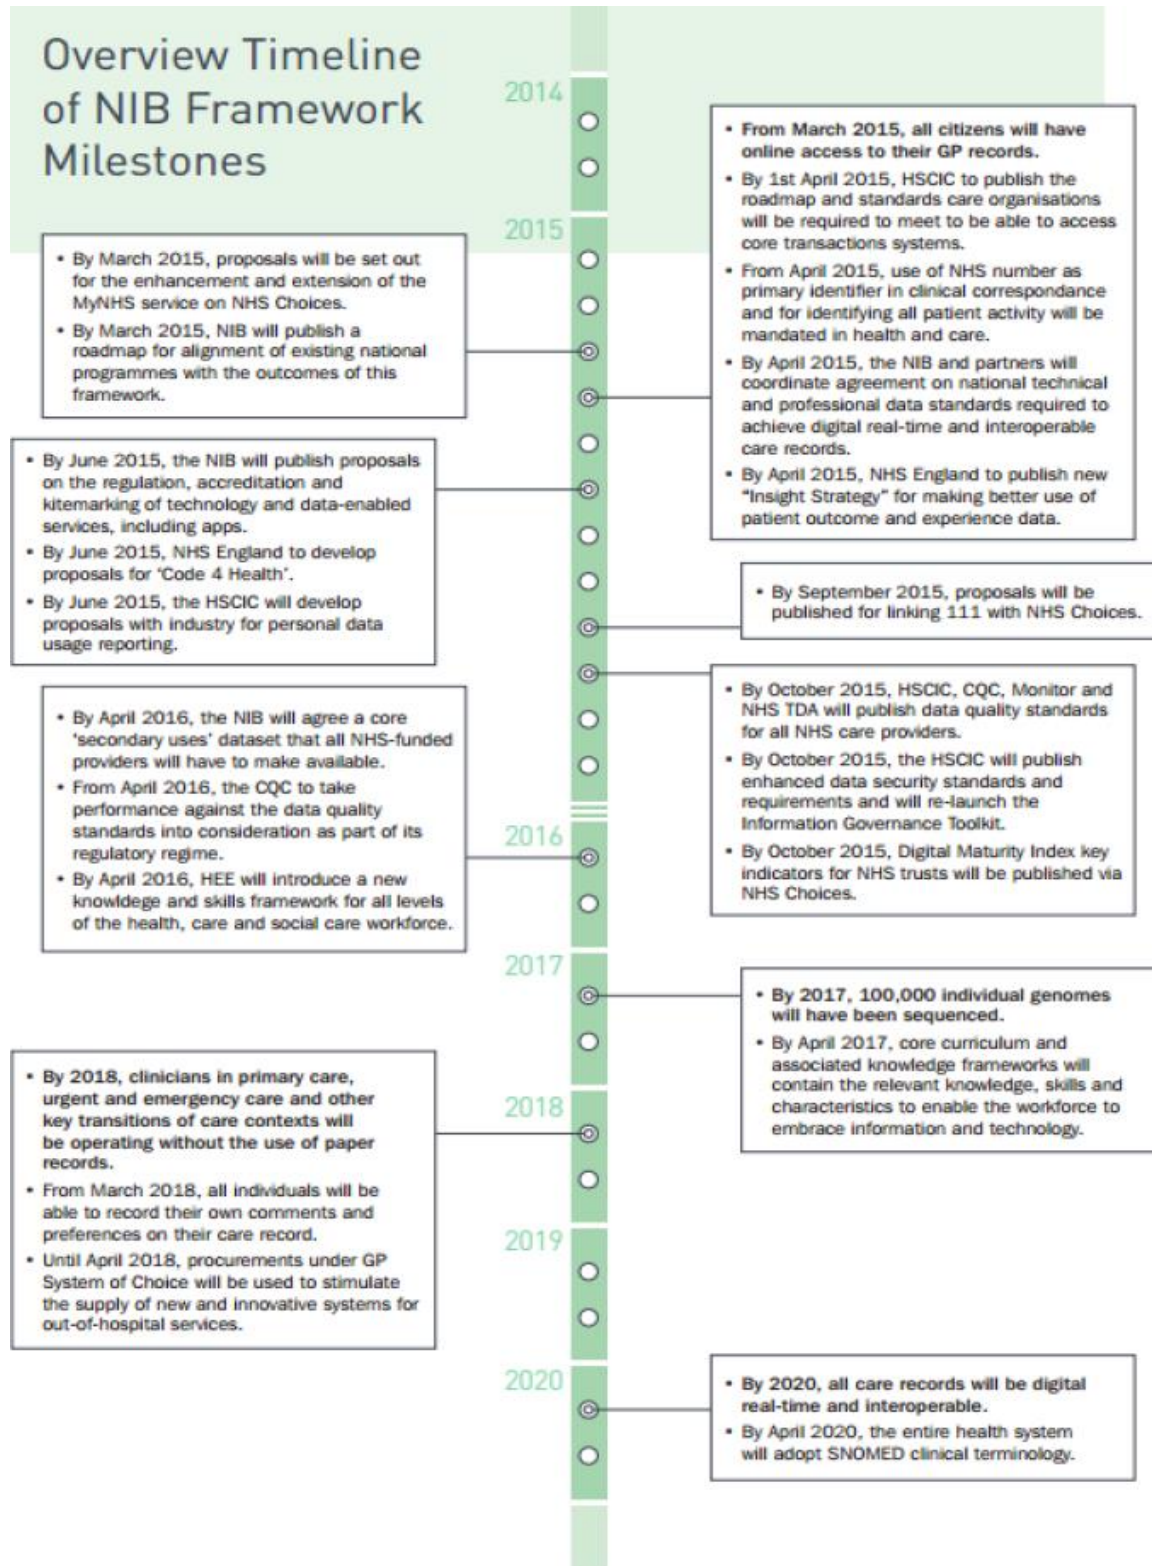 Overview Timeline
of NIB Framework
Milestones
2014
• From March 2015, all citizens will have
online access to their GP records.
• By 1st April 2015, HSCIC to publish the
roadmap and standards care organisations
will be required to meet to be able to access
core transactions systems.
• From April 2015, use of NHS number as
primary identifier in clinical correspondance
and for identifying all patient activity will be
mandated in health and care.
• By April 2015, the NIB and partners will
coordinate agreement on national technical
and professional data standards required to
achieve digital real-time and interoperable
care records.
• By April 2015, NHS England to publish new
"Insight Strategy" for making better use of
patient outcome and experience data.
2015
• By March 2015, proposals will be set out
for the enhancement and extension of the
MyNHS service on NHS Choices.
• By March 2015, NIB will publish a
roadmap for alignment of existing national
programmes with the outcomes of this
framework.
• By June 2015, the NIB will publish proposals
on the regulation, accreditation and
kitemarking of technology and data-enabled
services, including apps.
• By June 2015, NHS England to develop
proposals for 'Code 4 Health'.
• By June 2015, the HSCIC will develop
proposals with industry for personal data
usage reporting.
• By September 2015, proposals will be
published for linking 111 with NHS Choices.
• By October 2015, HSCIC, CQC, Monitor and
NHS TDA will publish data quality standards
for all NHS care providers.
• By October 2015, the HSCIC will publish
enhanced data security standards and
requirements and will re-launch the
Information Governance Toolkit.
• By October 2015, Digital Maturity Index key
indicators for NHS trusts will be published via
NHS Choices.
• By April 2016, the NIB will agree a core
'secondary uses' dataset that all NHS-funded
providers will have to make available.
• From April 2016, the CQC to take
performance against the data quality
standards into consideration as part of its
regulatory regime.
• By April 2016, HEE will introduce a new
knowldege and skills framework for all levels
of the health, care and social care workforce.
2016
2017
• By 2017, 100,000 individual genomes
will have been sequenced.
• By April 2017, core curriculum and
associated knowledge frameworks will
contain the relevant knowledge, skills and
characteristics to enable the workforce to
embrace information and technology.
• By 2018, clinicians in primary care,
urgent and emergency care and other
key transitions of care contexts will
be operating without the use of paper
records.
• From March 2018, all individuals will be
able to record their own comments and
preferences on their care record.
• Until April 2018, procurements under GP
System of Choice will be used to stimulate
the supply of new and innovative systems for
out-of-hospital services.
2018
2019
2020
• By 2020, all care records will be digital
real-time and interoperable.
• By April 2020, the entire health system
will adopt SNOMED clinical terminology.